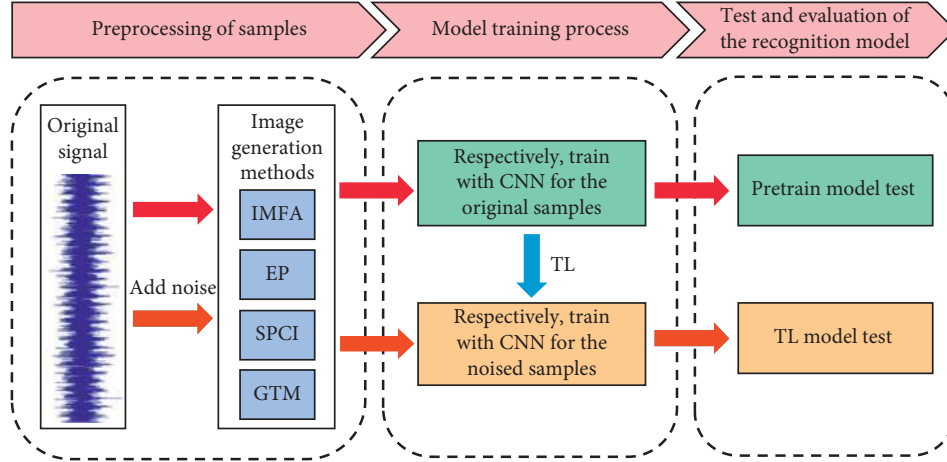 Preprocessing of samples
Model training process
Test and evaluation of
the recognition model
Original
signal
Add noise
Image
generation
methods
IMFA
EP
SPCI
GTM
Respectively, train
with CNN for the
original samples
TL
Respectively, train
with CNN for the
noised samples
Pretrain model test
TL model test